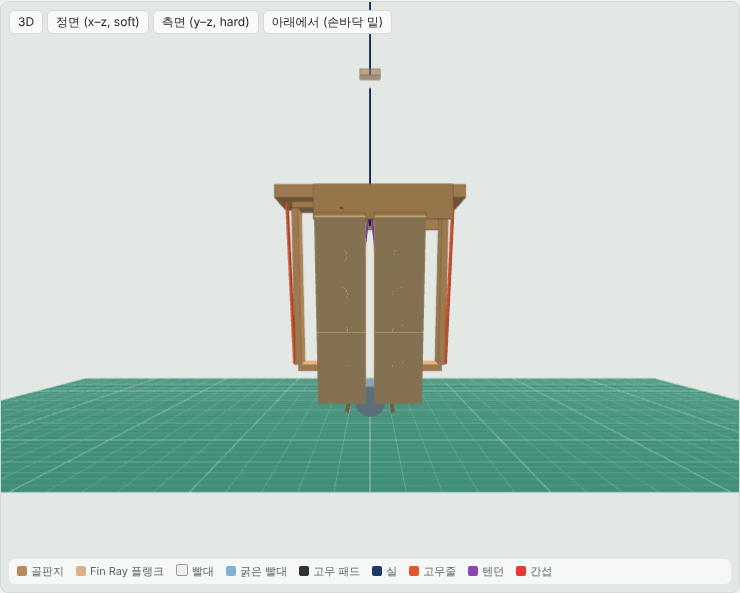 3D 정면 (x–z, soft) 측면 (y–z, hard) 아래에서 (손바닥 밑)
골판지 Fin Ray 플랭크 빨대 굵은 빨대 고무 패드 실 고무줄 텐던 간섭